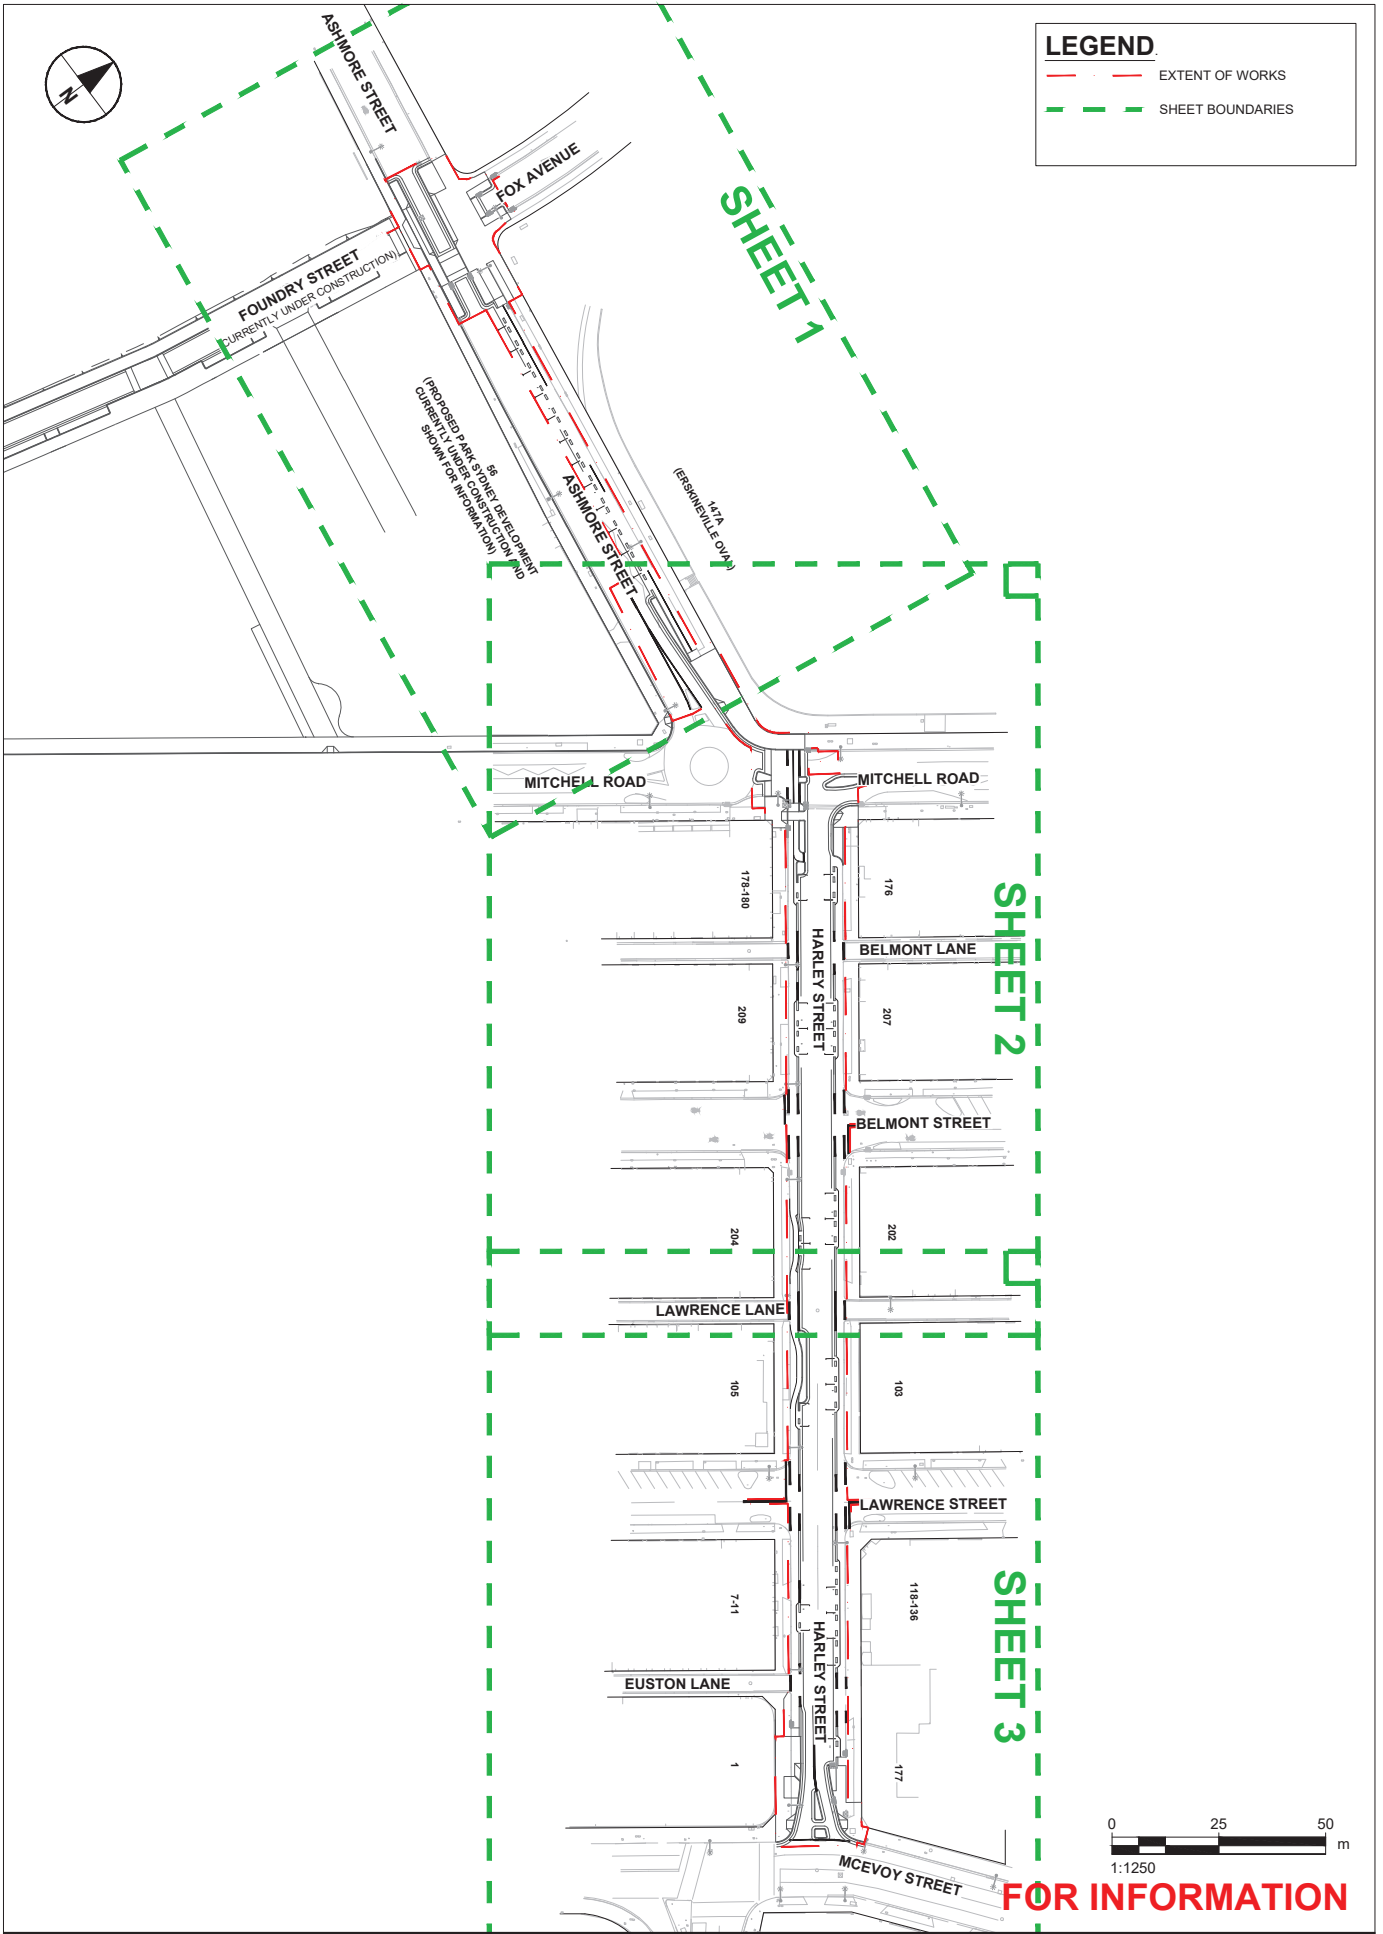 LEGEND
EXTENT OF WORKS
SHEET BOUNDARIES
N
ASHMORE STREET
FOX AVENUE
SHEET 1
FOUNDRY STREET
(CURRENTLY UNDER CONSTRUCTION)
56
(PROPOSED PARK SYDNEY DEVELOPMENT
CURRENTLY UNDER CONSTRUCTION AND
SHOWN FOR INFORMATION)
ASHMORE STREET
147A
(ERSKINEVILLE OVAL)
MITCHELL ROAD
MITCHELL ROAD
178-180
176
HARLEY STREET
BELMONT LANE
SHEET 2
209
207
BELMONT STREET
204
202
LAWRENCE LANE
105
103
LAWRENCE STREET
7-11
118-136
SHEET 3
HARLEY STREET
EUSTON LANE
1
177
MCEVOY STREET
0 25 50
m
1:1250
FOR INFORMATION